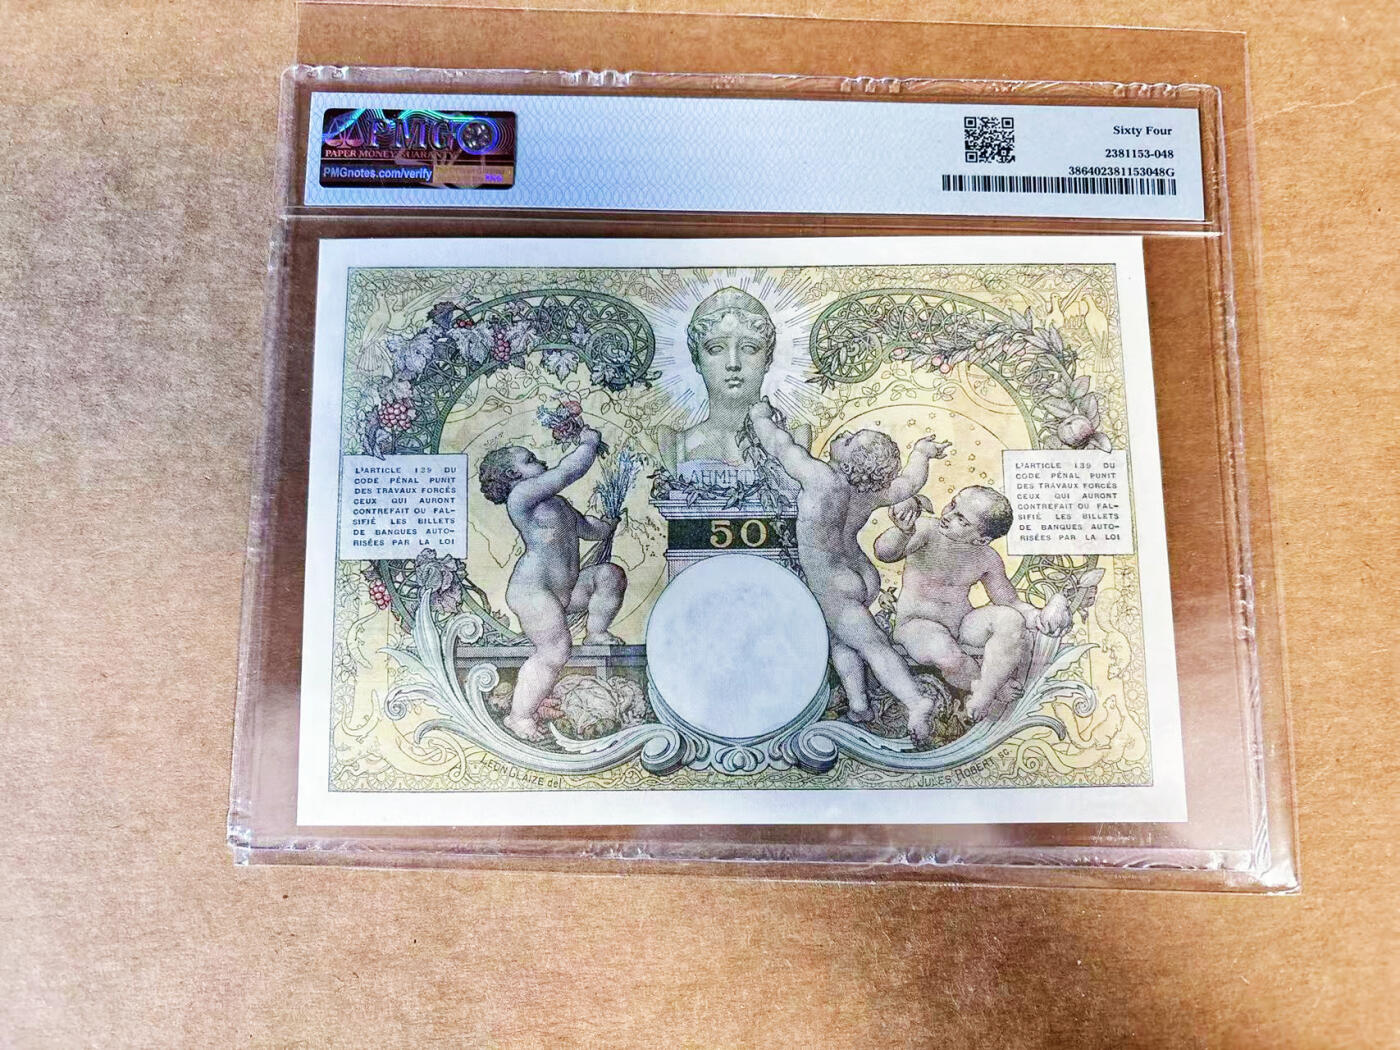 PMG
PAPER MONEY GUARANTY
PMGnotes.com/verify
Sixty Four
2381153-048
386402381153048G
L'ARTICLE 139 DU
CODE PÉNAL PUNIT
DES TRAVAUX FORCÉS
CEUX QUI AURONT
CONTREFAIT OU FAL-
SIFIÉ LES BILLETS
DE BANQUES AUTO-
RISÉES PAR LA LOI
ΔΗΜΗΤ
50
L'ARTICLE 139 DU
CODE PÉNAL PUNIT
DES TRAVAUX FORCÉS
CEUX QUI AURONT
CONTREFAIT OU FAL-
SIFIÉ LES BILLETS
DE BANQUES AUTO-
RISÉES PAR LA LOI
LEON GLAIZE del
JULES ROBERT SC.